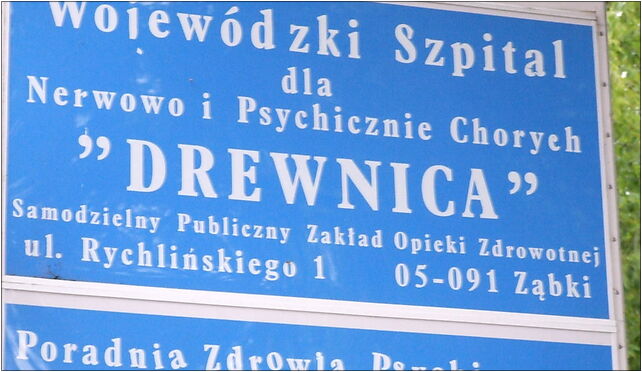 Wojewódzki Szpital
dla
Nerwowo i Psychicznie Chorych
"DREWNICA"
Samodzielny Publiczny Zakład Opieki Zdrowotnej
ul. Rychlińskiego 1 05-091 Ząbki
Poradnia Zdrowia